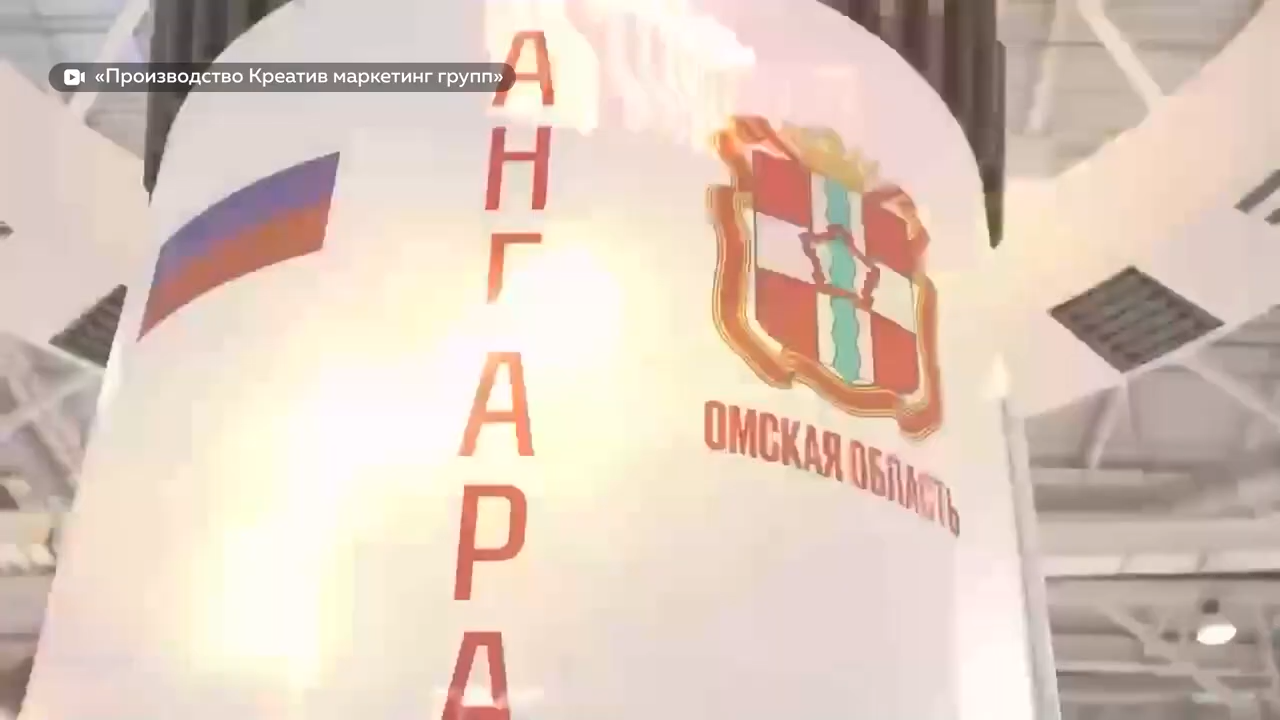 «Производство Креатив маркетинг групп»
АНГАРА
ОМСКАЯ ОБЛАСТЬ